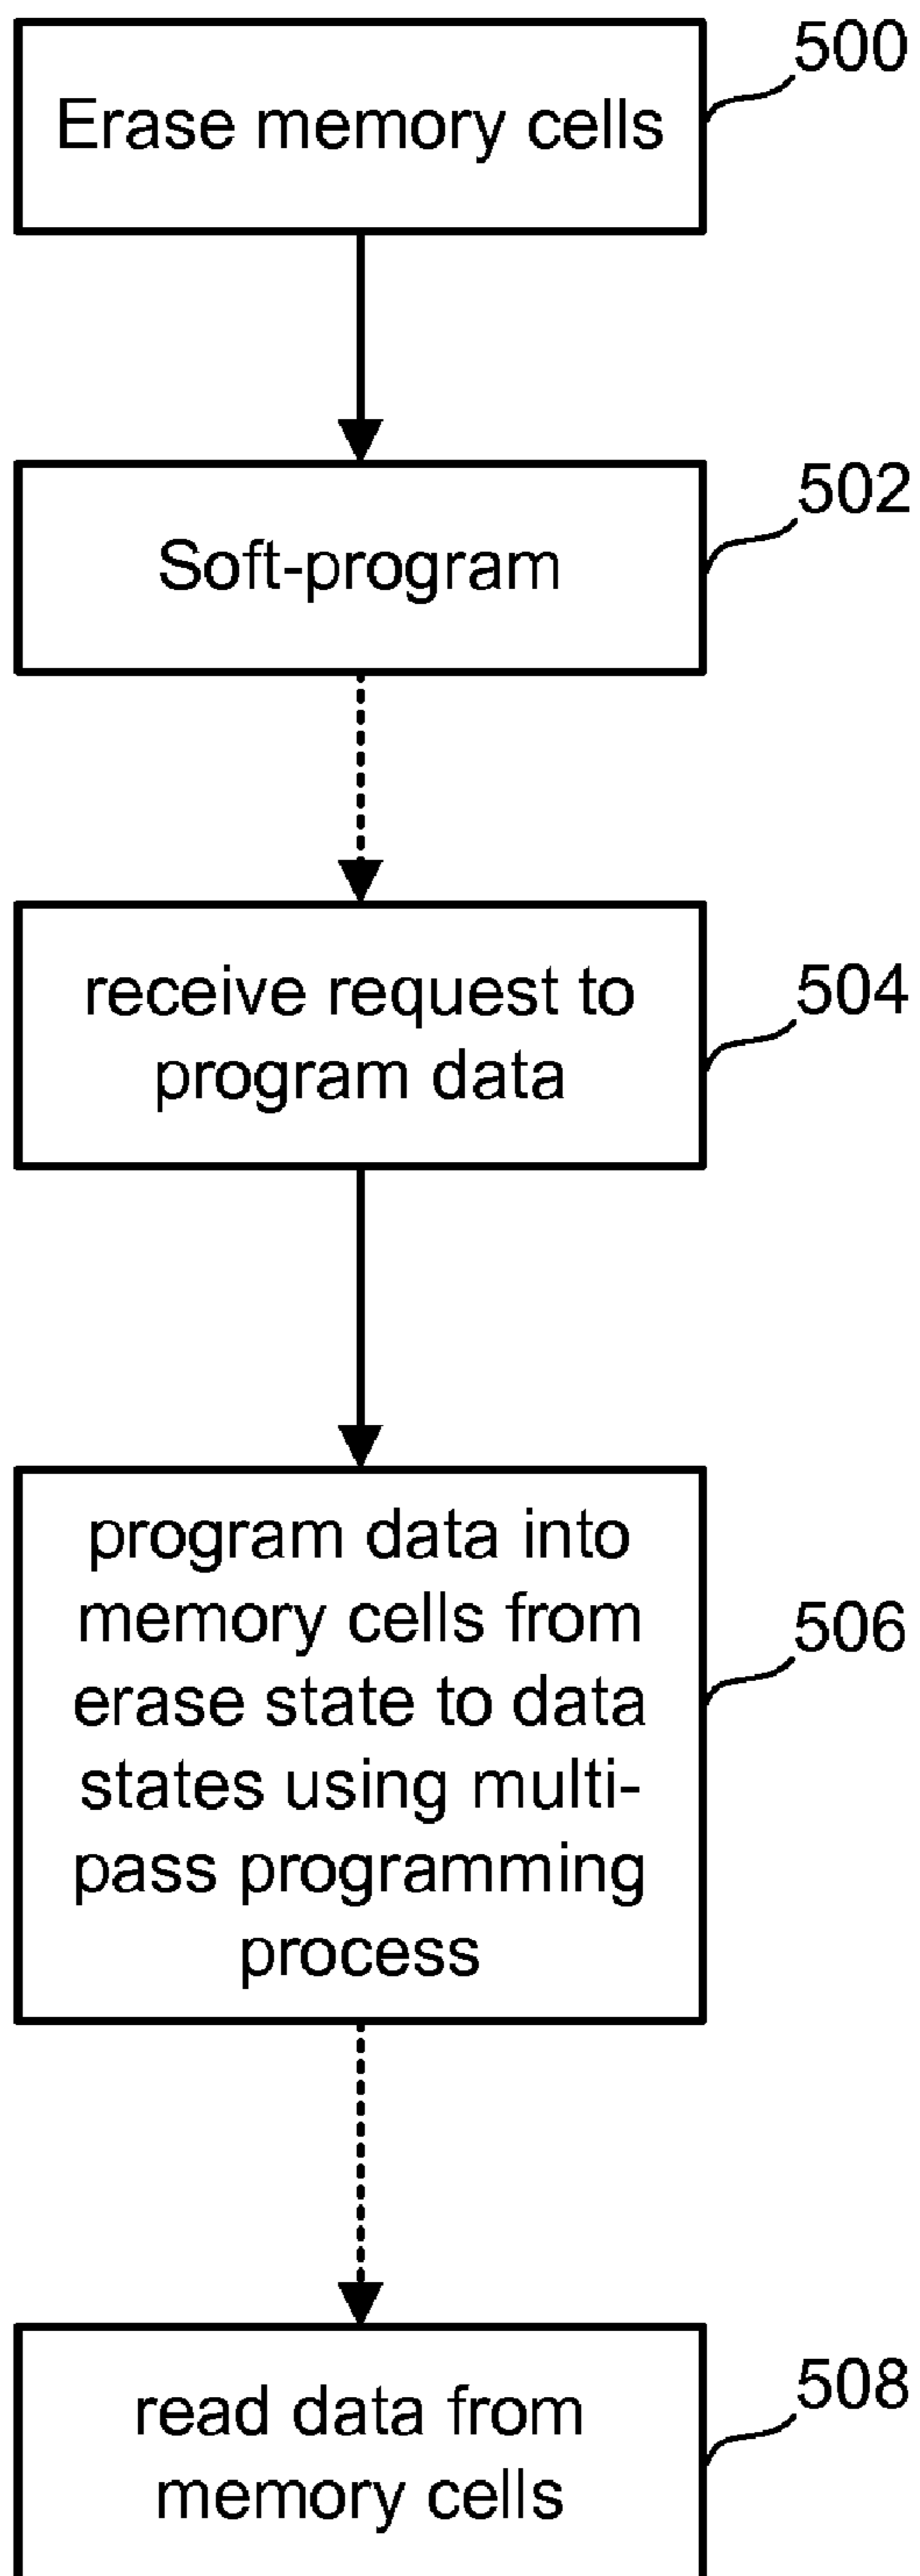 500
Erase memory cells
502
Soft-program
504
receive request to
program data
506
program data into
memory cells from
erase state to data
states using multi-
pass programming
process
508
read data from
memory cells